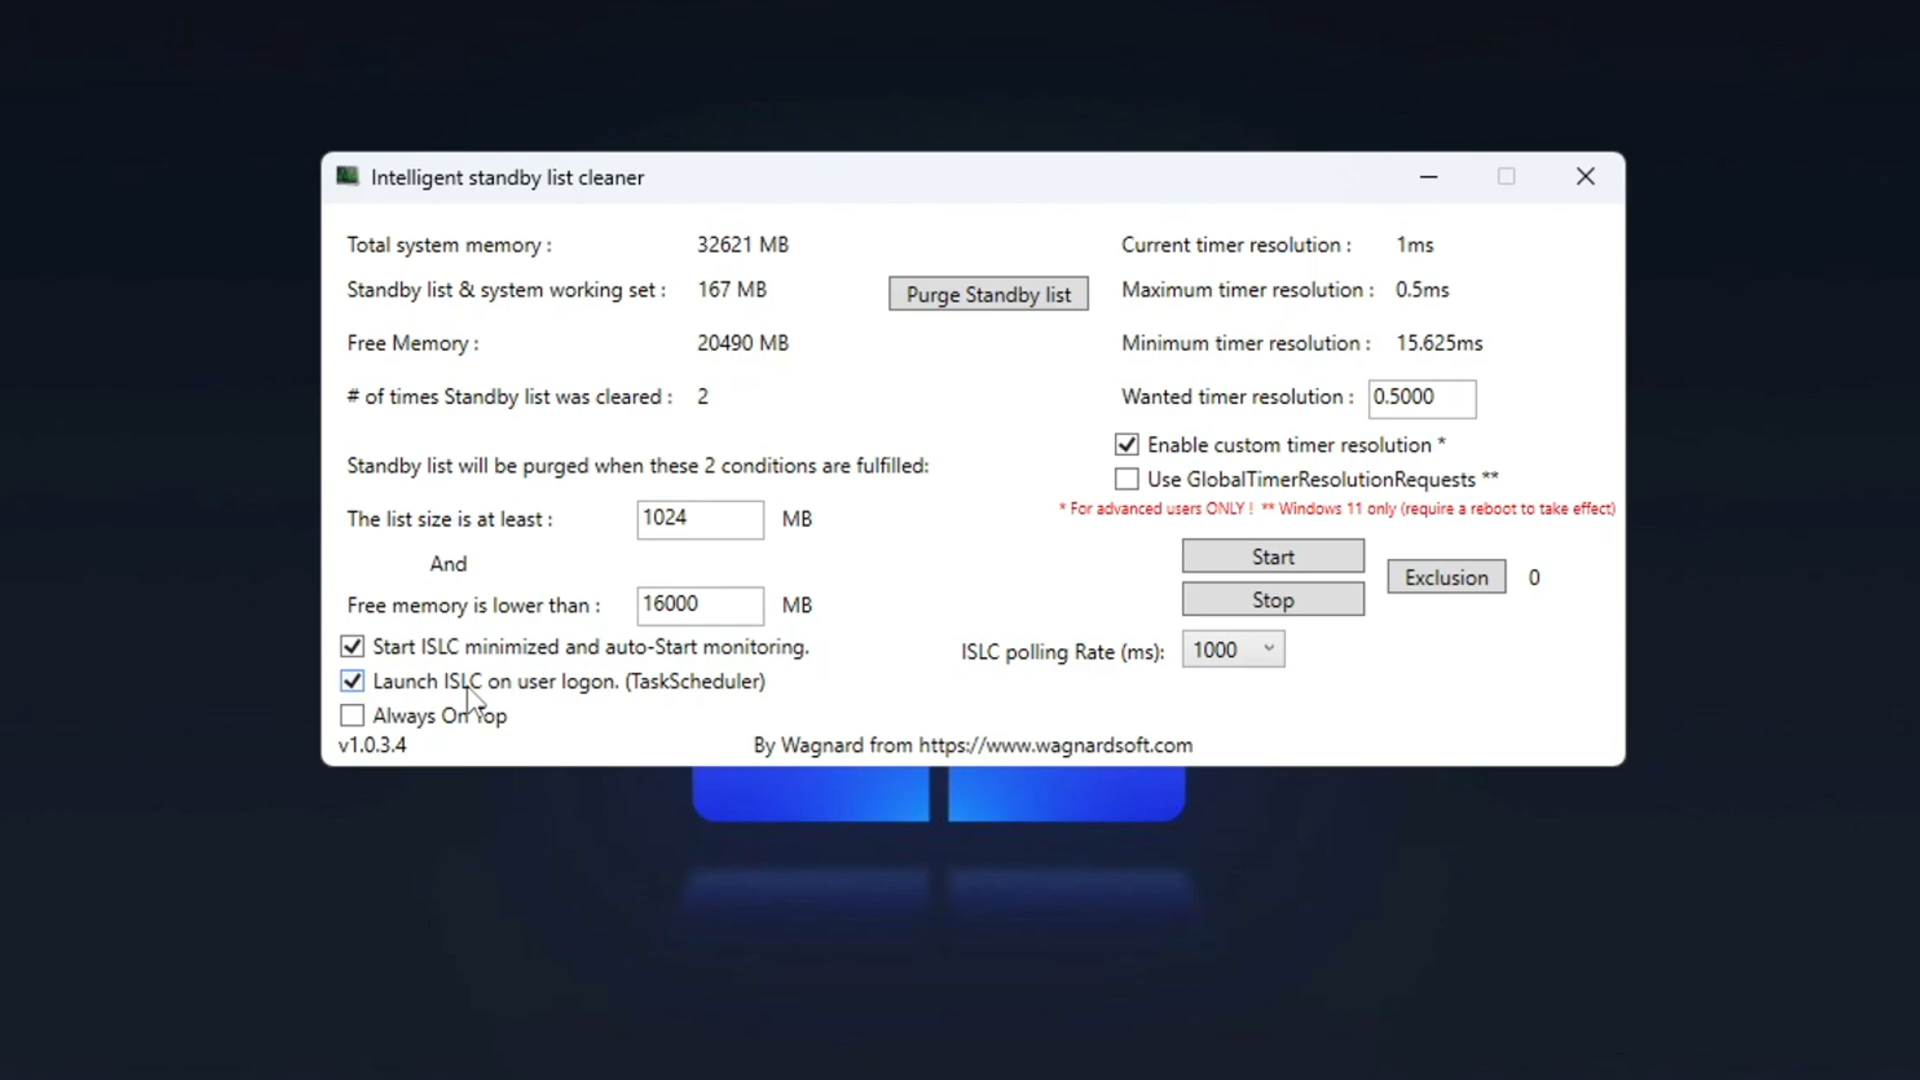 Intelligent standby list cleaner
Total system memory : 32621 MB
Standby list & system working set : 167 MB
Purge Standby list
Free Memory : 20490 MB
# of times Standby list was cleared : 2
Standby list will be purged when these 2 conditions are fulfilled:
The list size is at least : 1024 MB
And
Free memory is lower than : 16000 MB
Start ISLC minimized and auto-Start monitoring.
Launch ISLC on user logon. (TaskScheduler)
Always On Top
v1.0.3.4
Current timer resolution : 1ms
Maximum timer resolution : 0.5ms
Minimum timer resolution : 15.625ms
Wanted timer resolution : 0.5000
Enable custom timer resolution *
Use GlobalTimerResolutionRequests **
* For advanced users ONLY ! ** Windows 11 only (require a reboot to take effect)
Start
Stop
Exclusion 0
ISLC polling Rate (ms): 1000
By Wagnard from https://www.wagnardsoft.com